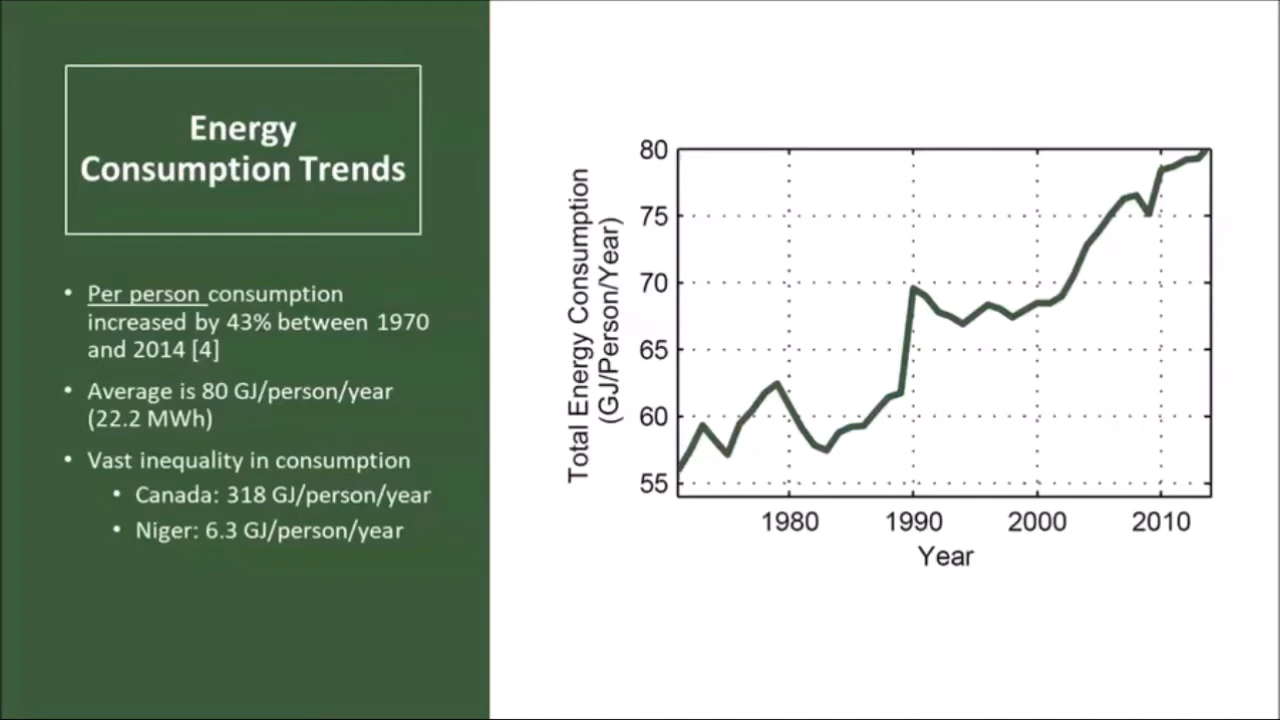 Energy
Consumption Trends
• Per person consumption
increased by 43% between 1970
and 2014 [4]
• Average is 80 GJ/person/year
(22.2 MWh)
• Vast inequality in consumption
• Canada: 318 GJ/person/year
• Niger: 6.3 GJ/person/year
Total Energy Consumption
(GJ/Person/Year)
80
75
70
65
60
55
1980 1990 2000 2010
Year